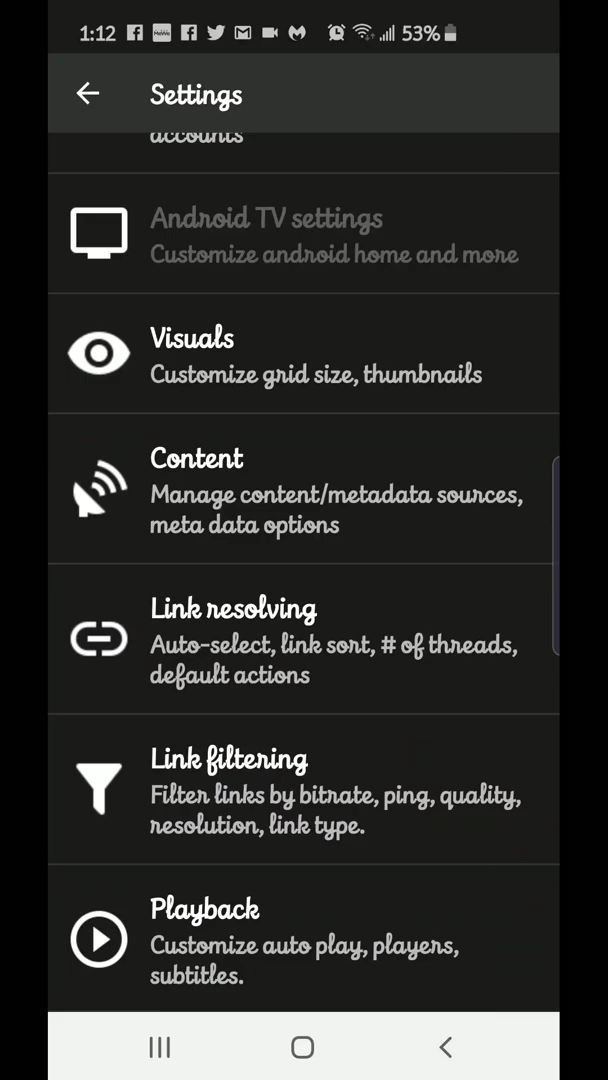 1:12 53%
Settings
accounts
Android TV settings
Customize android home and more
Visuals
Customize grid size, thumbnails
Content
Manage content/metadata sources,
meta data options
Link resolving
Auto-select, link sort, # of threads,
default actions
Link filtering
Filter links by bitrate, ping, quality,
resolution, link type.
Playback
Customize auto play, players,
subtitles.